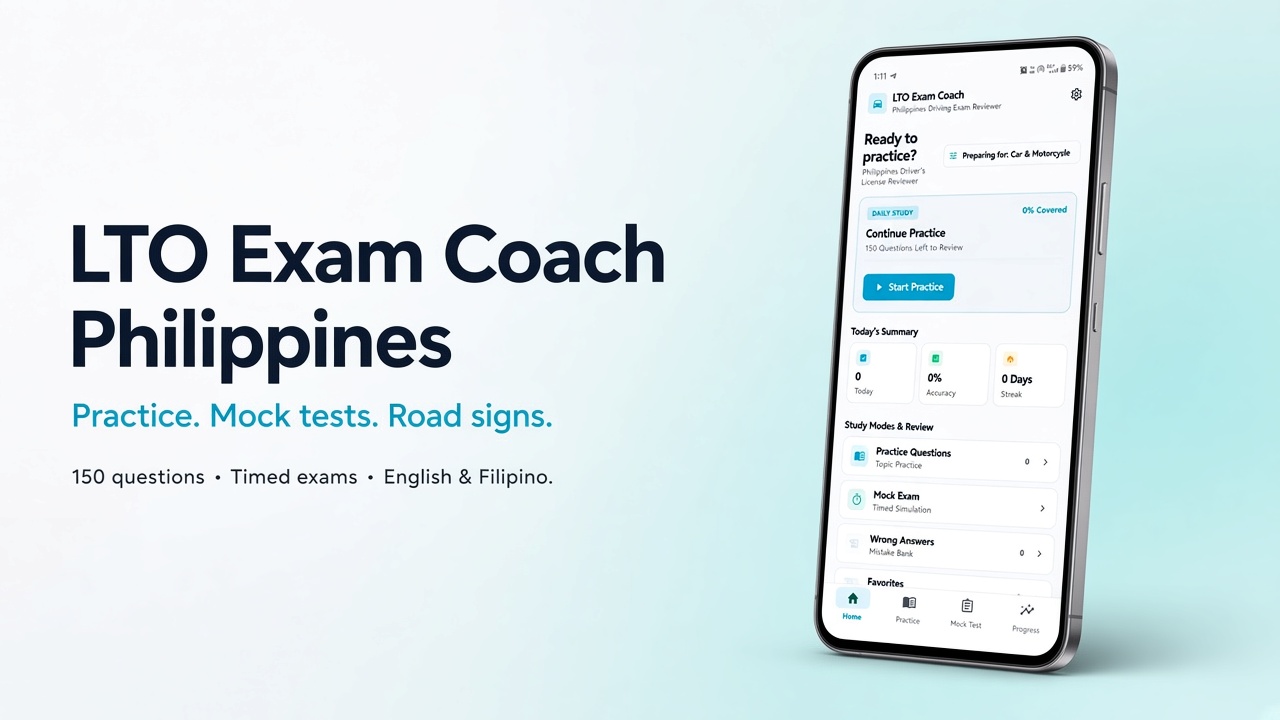 LTO Exam Coach
Philippines
Practice. Mock tests. Road signs.
150 questions • Timed exams • English & Filipino.
1:11
59%
LTO Exam Coach
Philippines Driving Exam Reviewer
Ready to
practice?
Philippines Driver's
License Reviewer
Preparing for: Car & Motorcycle
DAILY STUDY
0% Covered
Continue Practice
150 Questions Left to Review
Start Practice
Today's Summary
0
Today
0%
Accuracy
0 Days
Streak
Study Modes & Review
Practice Questions
Topic Practice
0
Mock Exam
Timed Simulation
Wrong Answers
Mistake Bank
0
Favorites
Home
Practice
Mock Test
Progress